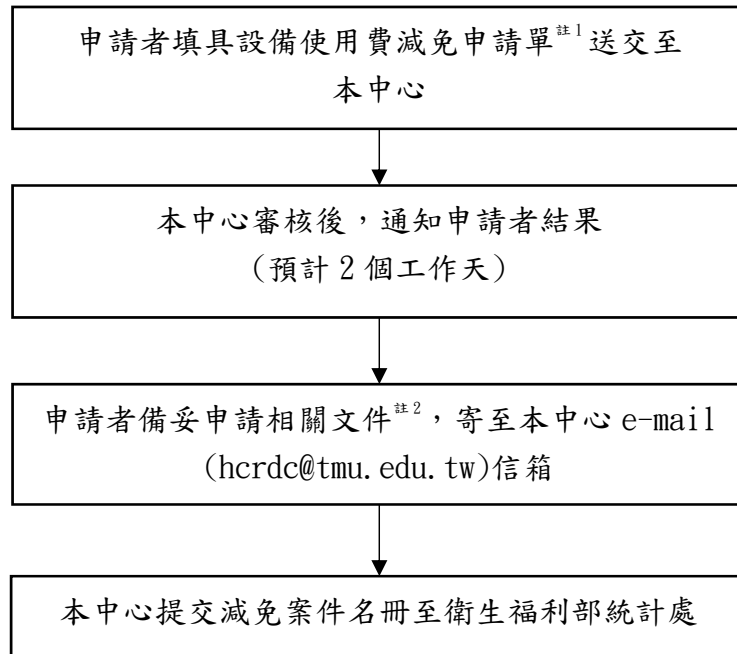 申請者填具設備使用費減免申請單註1送交至
本中心
本中心審核後，通知申請者結果
(預計 2 個工作天)
申請者備妥申請相關文件註2，寄至本中心 e-mail
(hcrdc@tmu.edu.tw)信箱
本中心提交減免案件名冊至衛生福利部統計處